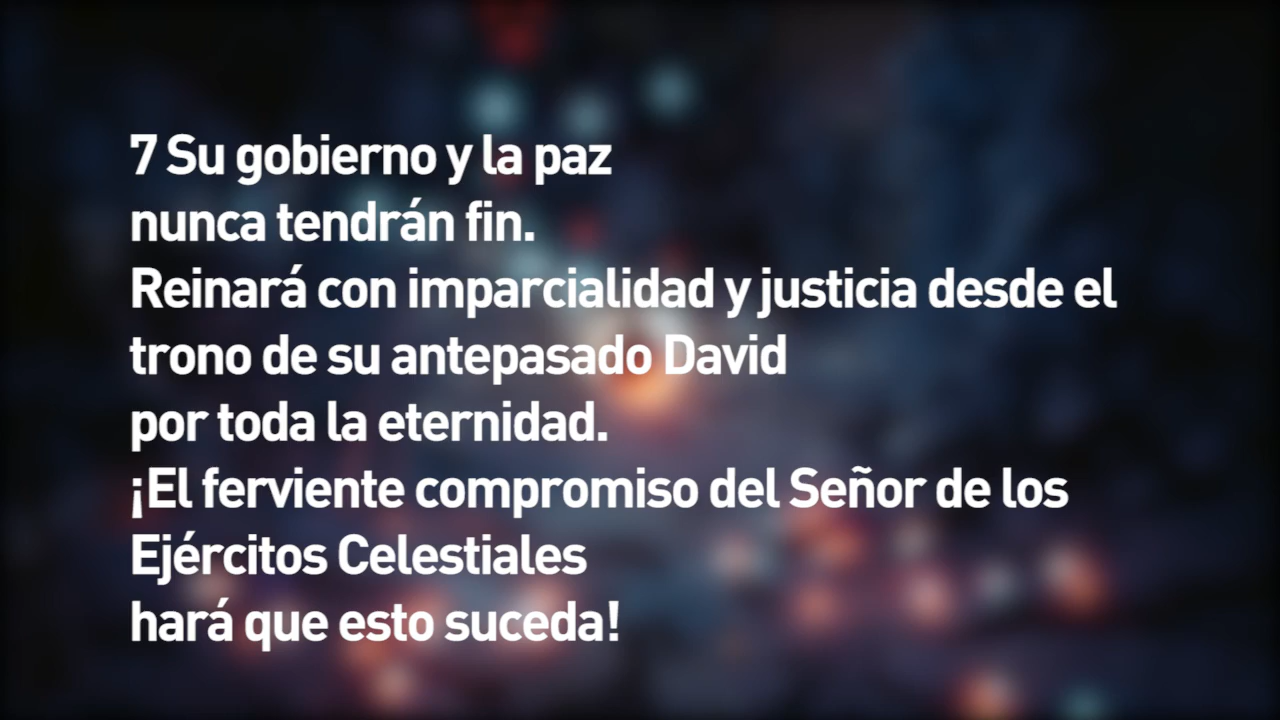 7 Su gobierno y la paz
nunca tendrán fin.
Reinará con imparcialidad y justicia desde el
trono de su antepasado David
por toda la eternidad.
¡El ferviente compromiso del Señor de los
Ejércitos Celestiales
hará que esto suceda!